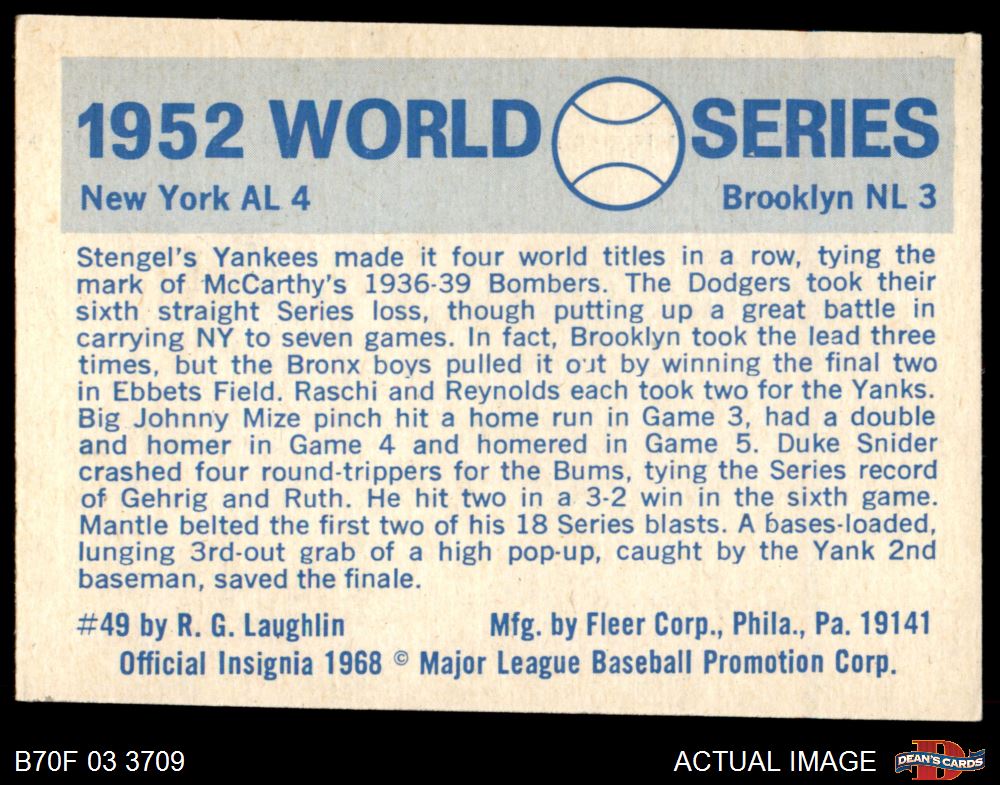 1952 WORLD SERIES
New York AL 4 Brooklyn NL 3
Stengel's Yankees made it four world titles in a row, tying the
mark of McCarthy's 1936-39 Bombers. The Dodgers took their
sixth straight Series loss, though putting up a great battle in
carrying NY to seven games. In fact, Brooklyn took the lead three
times, but the Bronx boys pulled it out by winning the final two
in Ebbets Field. Raschi and Reynolds each took two for the Yanks.
Big Johnny Mize pinch hit a home run in Game 3, had a double
and homer in Game 4 and homered in Game 5. Duke Snider
crashed four round-trippers for the Bums, tying the Series record
of Gehrig and Ruth. He hit two in a 3-2 win in the sixth game.
Mantle belted the first two of his 18 Series blasts. A bases-loaded,
lunging 3rd-out grab of a high pop-up, caught by the Yank 2nd
baseman, saved the finale.
#49 by R. G. Laughlin Mfg. by Fleer Corp., Phila., Pa. 19141
Official Insignia 1968 © Major League Baseball Promotion Corp.
B70F 03 3709 ACTUAL IMAGE D DEAN'S CARDS